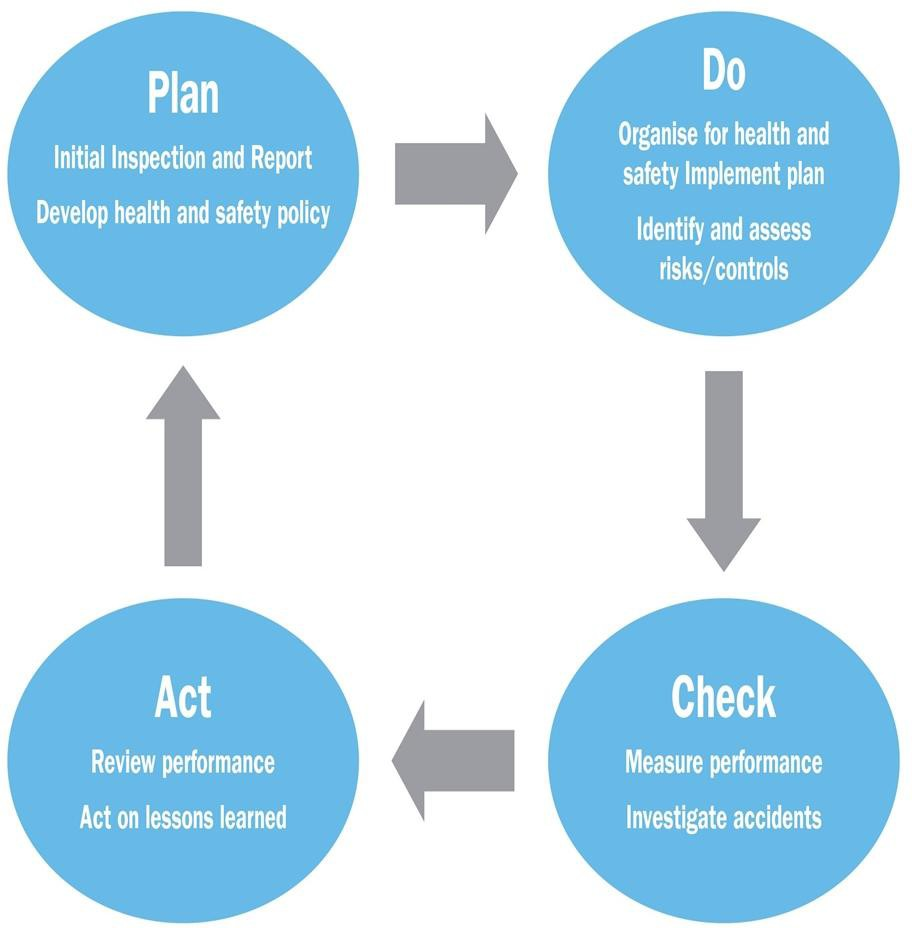 Plan
Initial Inspection and Report
Develop health and safety policy
Do
Organise for health and
safety Implement plan
Identify and assess
risks/controls
Check
Measure performance
Investigate accidents
Act
Review performance
Act on lessons learned